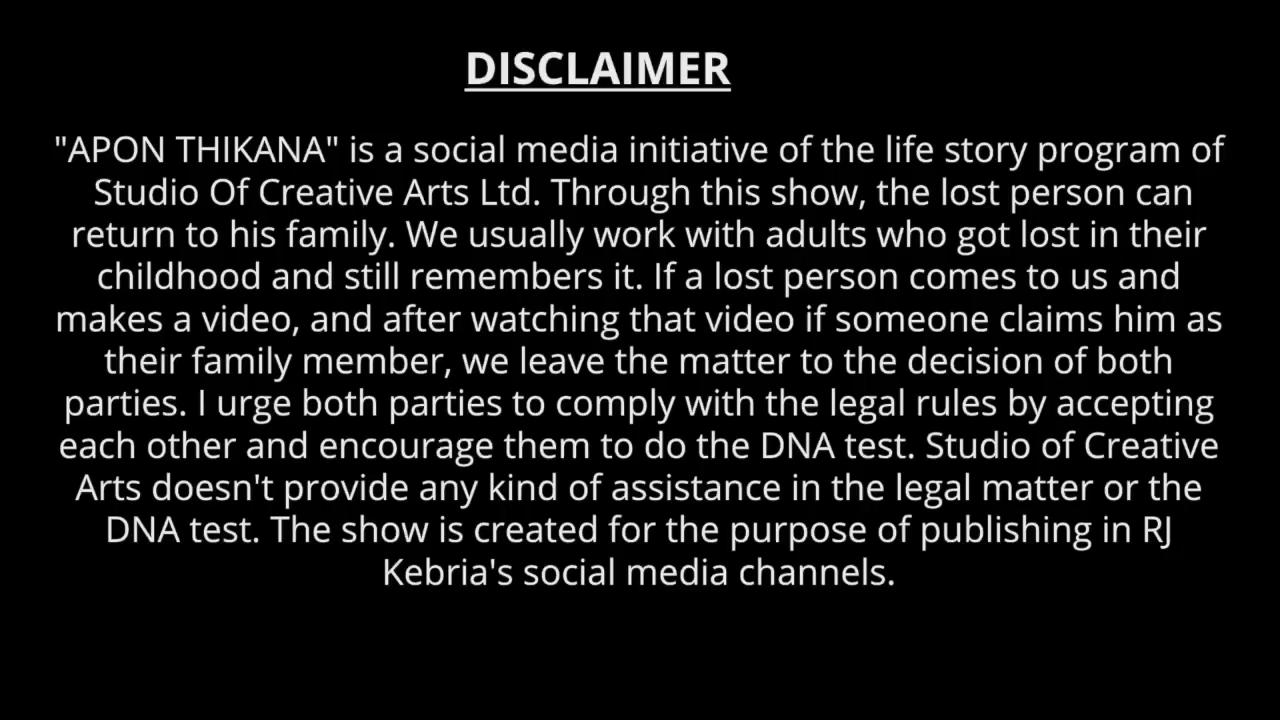 DISCLAIMER
"APON THIKANA" is a social media initiative of the life story program of
Studio Of Creative Arts Ltd. Through this show, the lost person can
return to his family. We usually work with adults who got lost in their
childhood and still remembers it. If a lost person comes to us and
makes a video, and after watching that video if someone claims him as
their family member, we leave the matter to the decision of both
parties. I urge both parties to comply with the legal rules by accepting
each other and encourage them to do the DNA test. Studio of Creative
Arts doesn't provide any kind of assistance in the legal matter or the
DNA test. The show is created for the purpose of publishing in RJ
Kebria's social media channels.